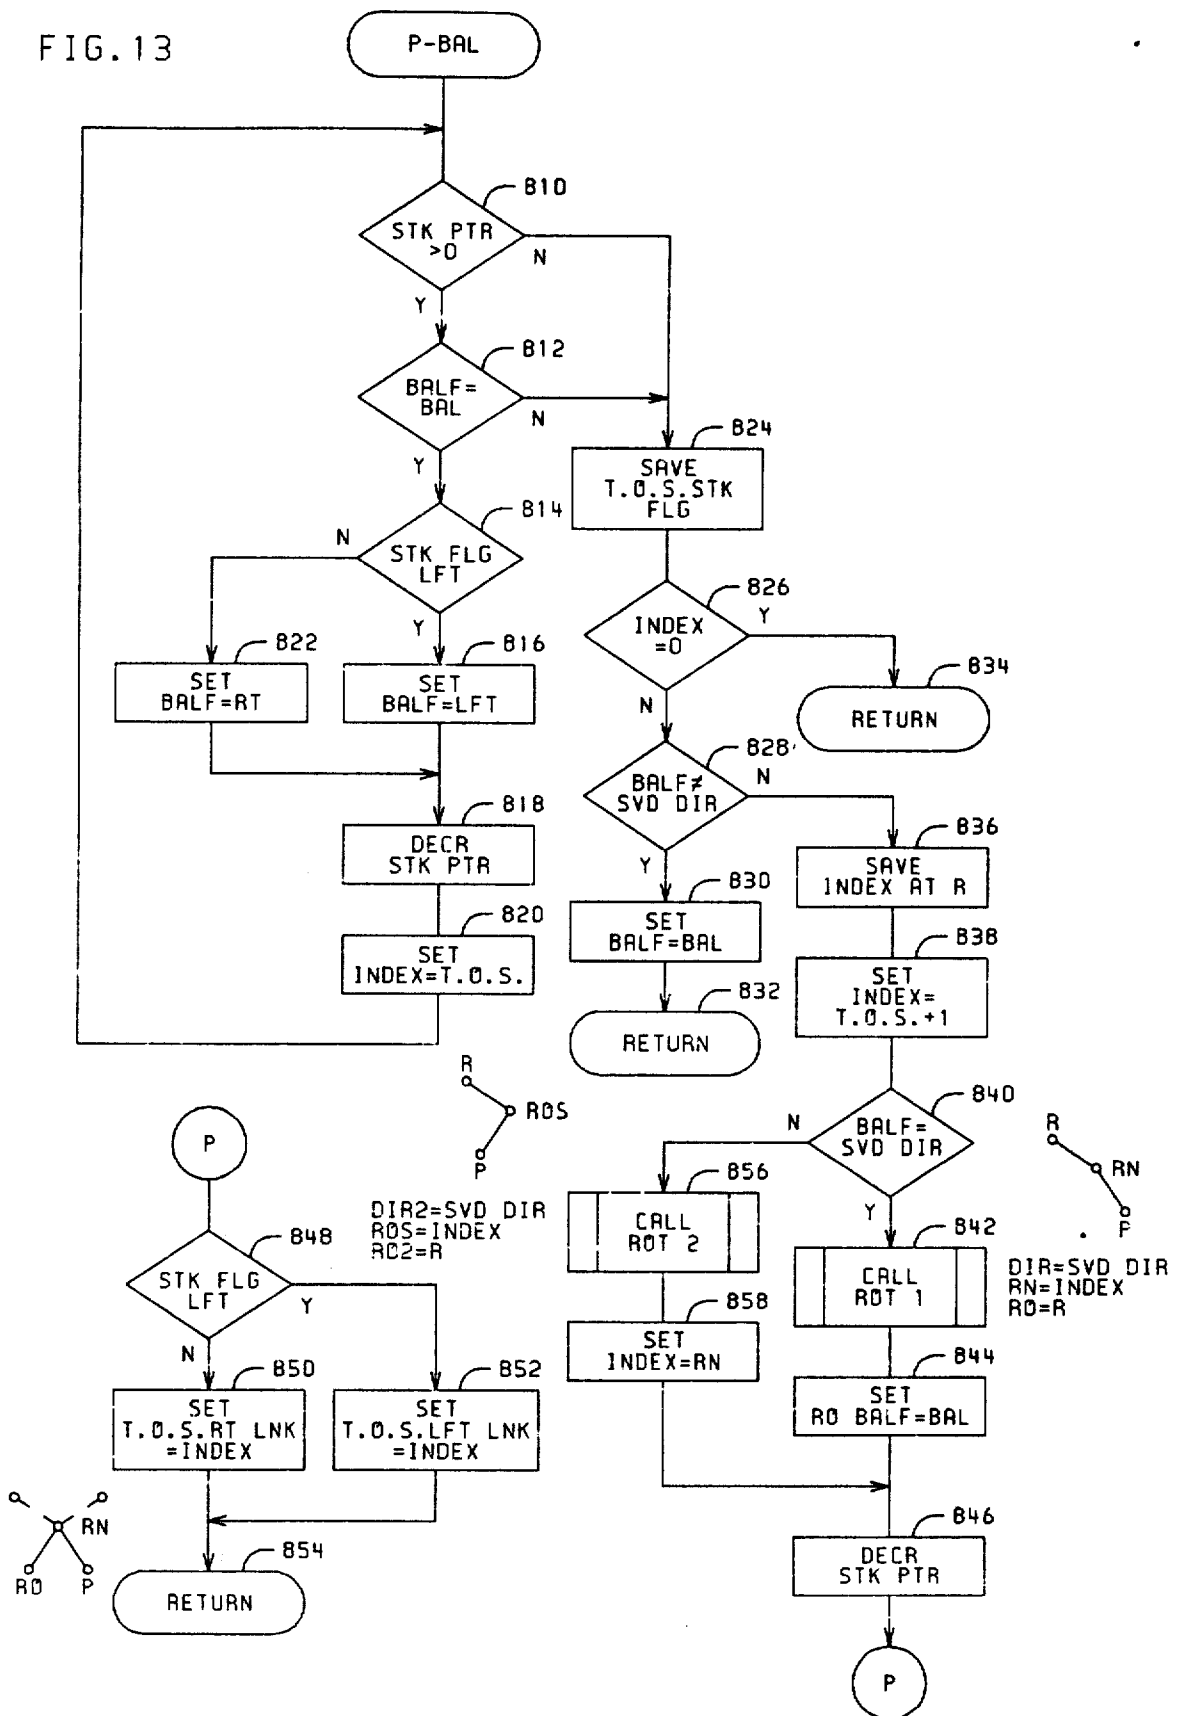 FIG.13
P-BAL
810
STK PTR
>0
N
Y
812
BALF=
BAL
N
Y
824
SAVE
T.O.S.STK
FLG
814
STK FLG
LFT
N
Y
826
INDEX
=0
Y
N
822
SET
BALF=RT
816
SET
BALF=LFT
834
RETURN
828
BALF≠
SVD DIR
N
Y
818
DECR
STK PTR
836
SAVE
INDEX AT R
830
SET
BALF=BAL
820
SET
INDEX=T.O.S.
838
SET
INDEX=
T.O.S.+1
832
RETURN
R
ROS
P
840
BALF=
SVD DIR
N
Y
R
RN
P
P
DIR2=SVD DIR
ROS=INDEX
RO2=R
856
CALL
ROT 2
842
CALL
ROT 1
DIR=SVD DIR
RN=INDEX
RO=R
848
STK FLG
LFT
Y
N
858
SET
INDEX=RN
844
SET
RO BALF=BAL
850
SET
T.O.S.RT LNK
=INDEX
852
SET
T.O.S.LFT LNK
=INDEX
RN
RO
P
846
DECR
STK PTR
854
RETURN
P